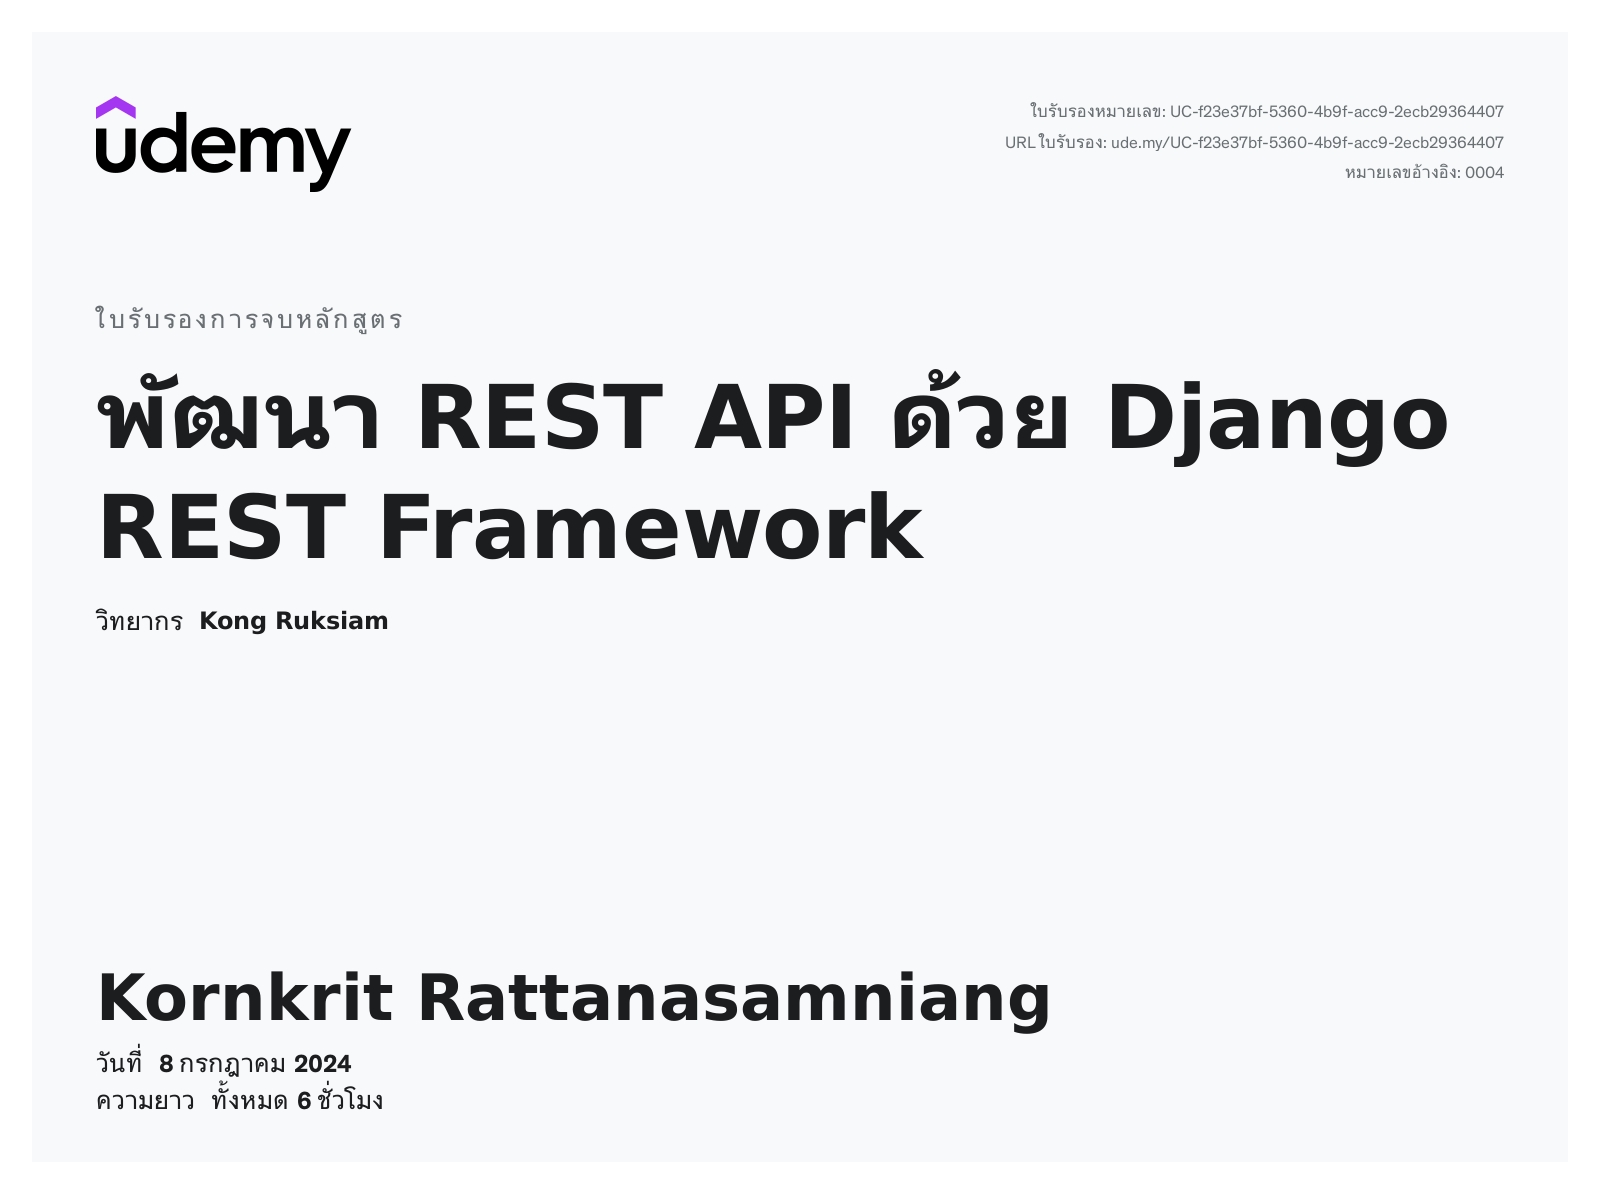 udemy
ใบรับรองหมายเลข: UC-f23e37bf-5360-4b9f-acc9-2ecb29364407
URLใบรับรอง: ude.my/UC-f23e37bf-5360-4b9f-acc9-2ecb29364407
หมายเลขอ้างอิง: 0004
ใบรับรองการจบหลักสูตร
พัฒนา REST API ด้วย Django
REST Framework
วิทยากร Kong Ruksiam
Kornkrit Rattanasamniang
วันที่ 8 กรกฎาคม 2024
ความยาว ทั้งหมด 6 ชั่วโมง